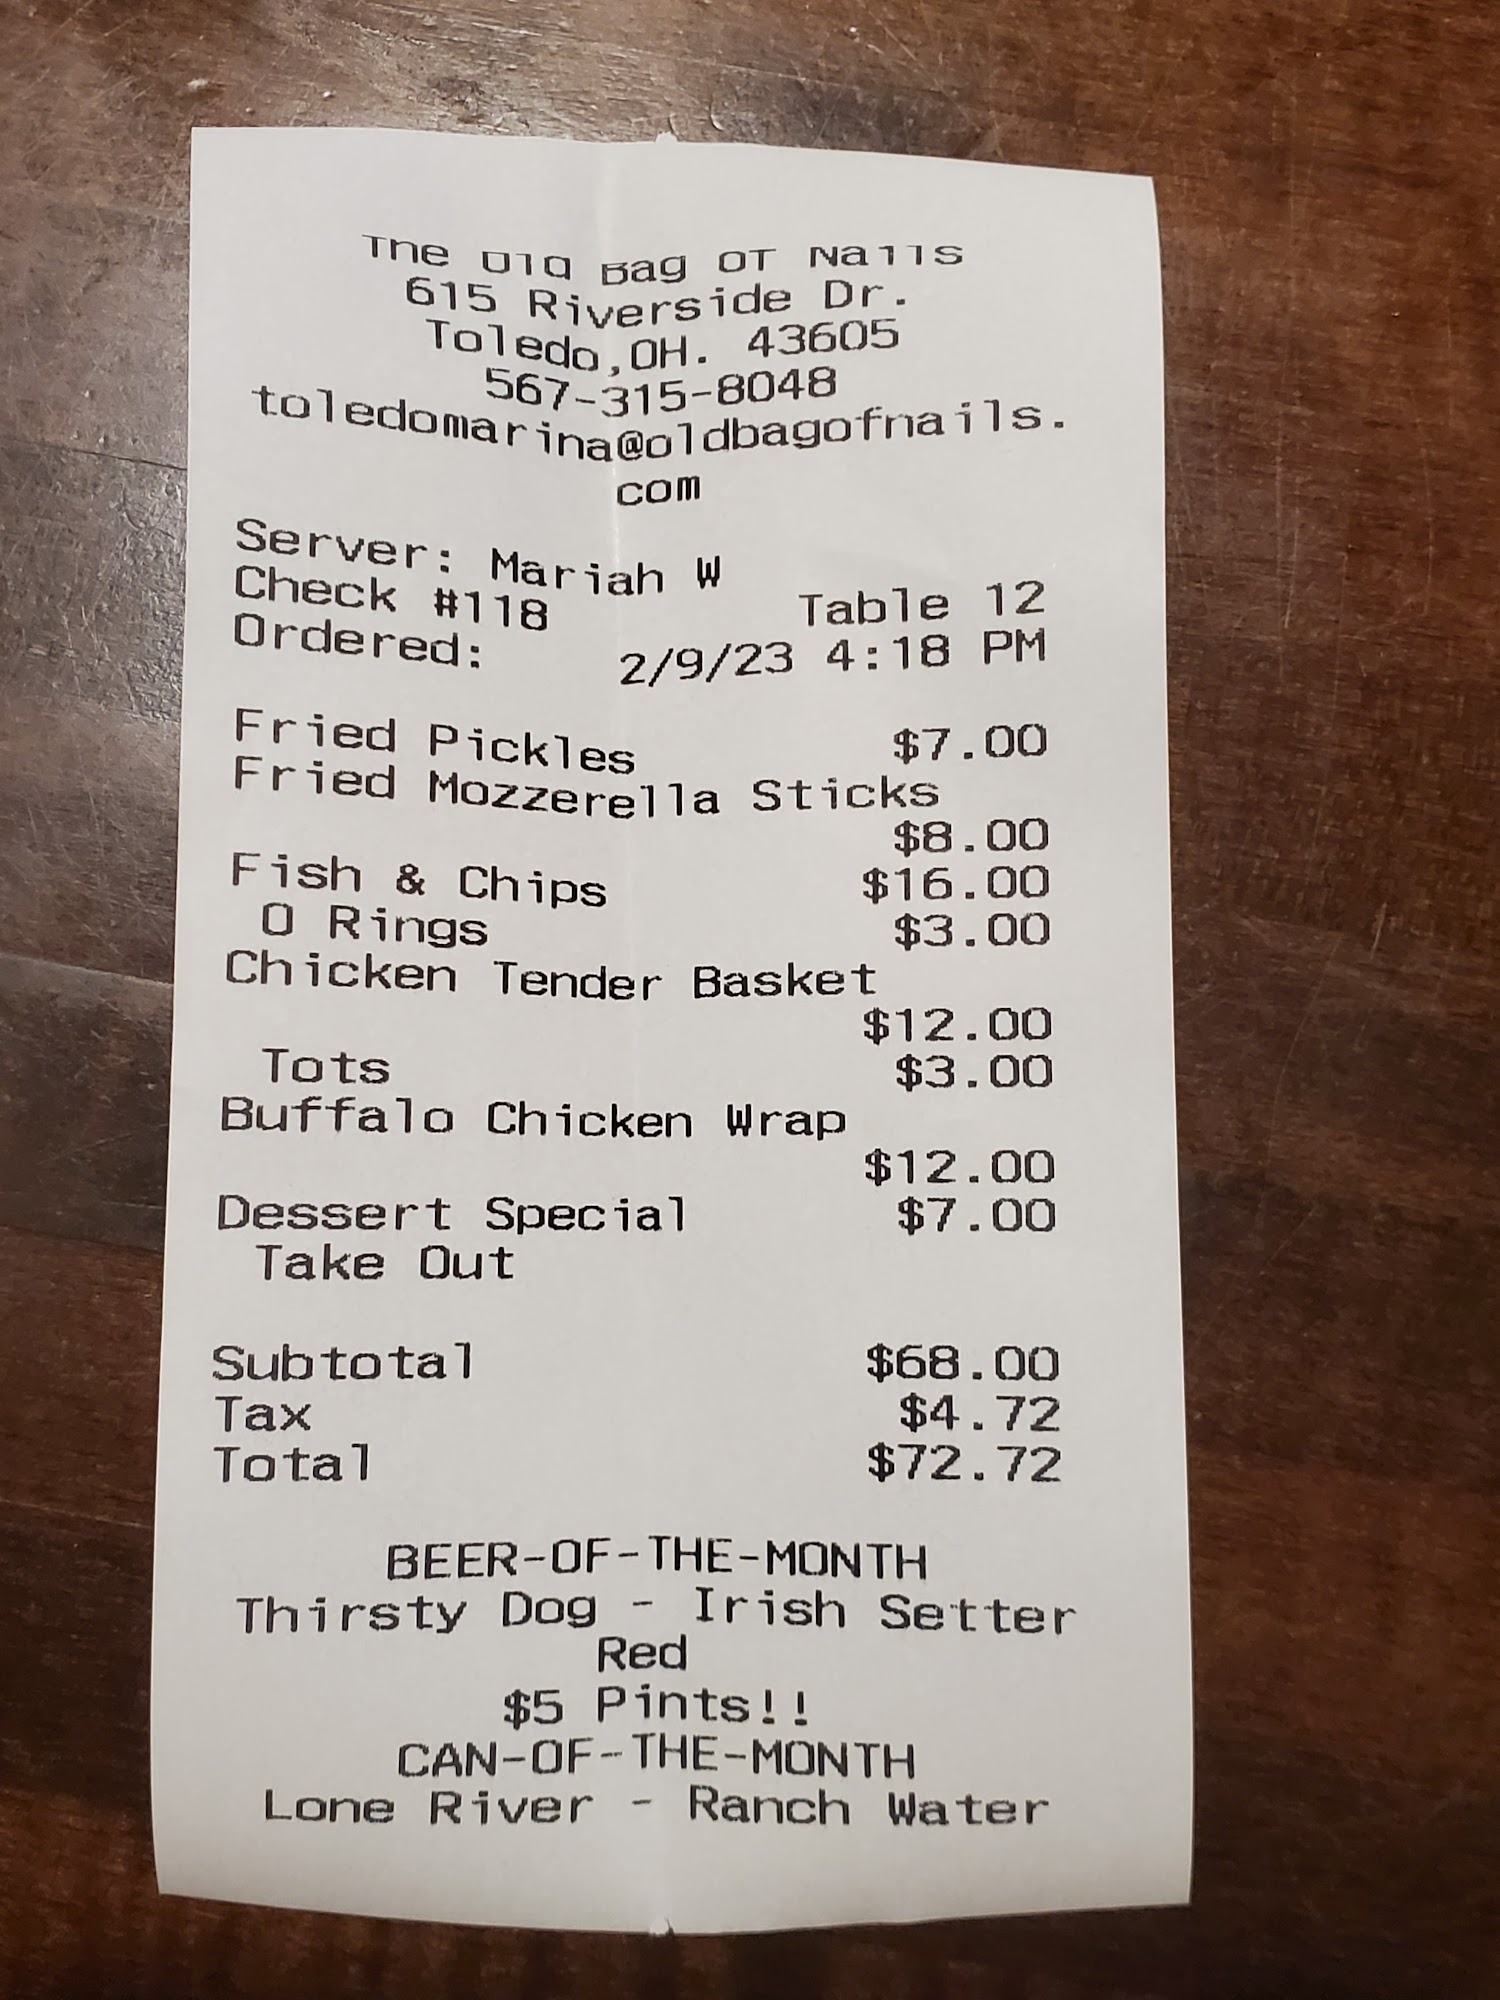 The Old Bag Of Nails
615 Riverside Dr.
Toledo,OH. 43605
567-315-8048
toledomarina@oldbagofnails.
com
Server: Mariah W
Check #118 Table 12
Ordered: 2/9/23 4:18 PM
Fried Pickles $7.00
Fried Mozzerella Sticks
$8.00
Fish & Chips $16.00
O Rings $3.00
Chicken Tender Basket
$12.00
Tots $3.00
Buffalo Chicken Wrap
$12.00
Dessert Special $7.00
Take Out
Subtotal $68.00
Tax $4.72
Total $72.72
BEER-OF-THE-MONTH
Thirsty Dog - Irish Setter
Red
$5 Pints!!
CAN-OF-THE-MONTH
Lone River - Ranch Water